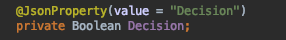 @JsonProperty(value = "Decision")
private Boolean Decision;